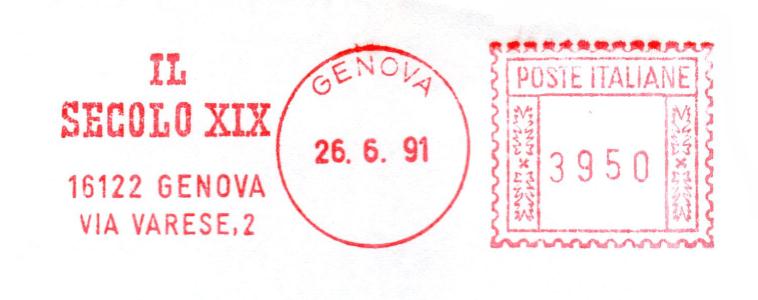 IL
SECOLO XIX
16122 GENOVA
VIA VARESE, 2
GENOVA
26. 6. 91
POSTE ITALIANE
3950